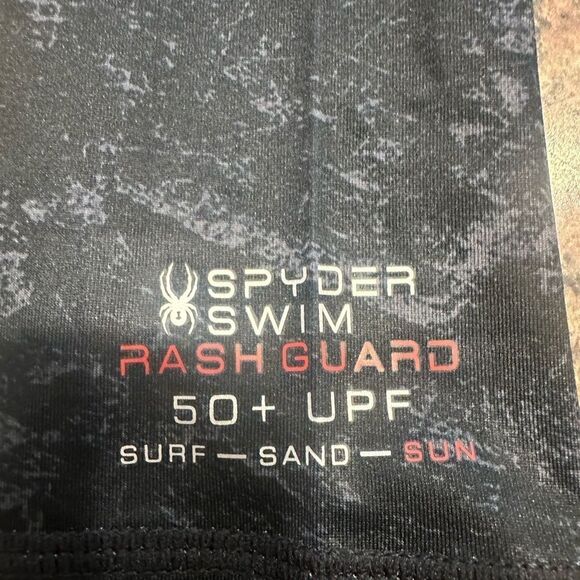 SPYDER
SWIM
RASH GUARD
50+ UPF
SURF — SAND — SUN